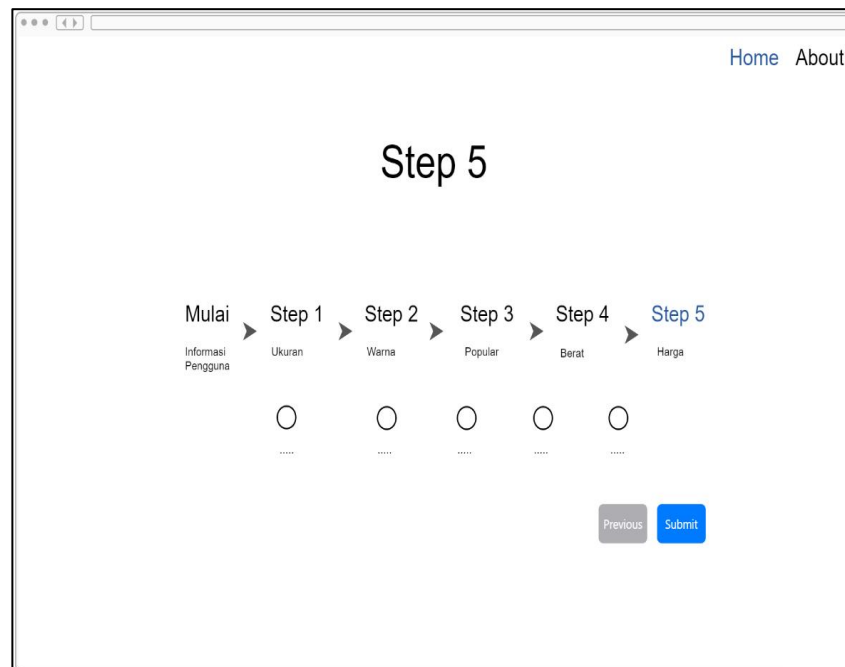 Home About
Step 5
Mulai Step 1 Step 2 Step 3 Step 4 Step 5
Informasi Pengguna Ukuran Warna Popular Berat Harga
..... ..... ..... ..... .....
Previous Submit